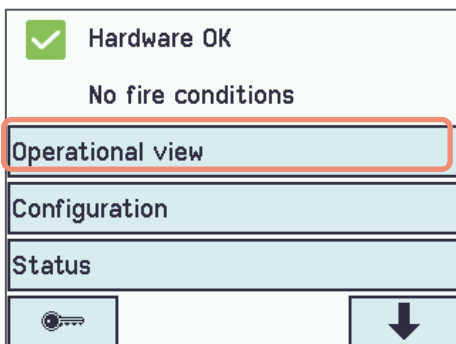 Hardware OK
No fire conditions
Operational view
Configuration
Status